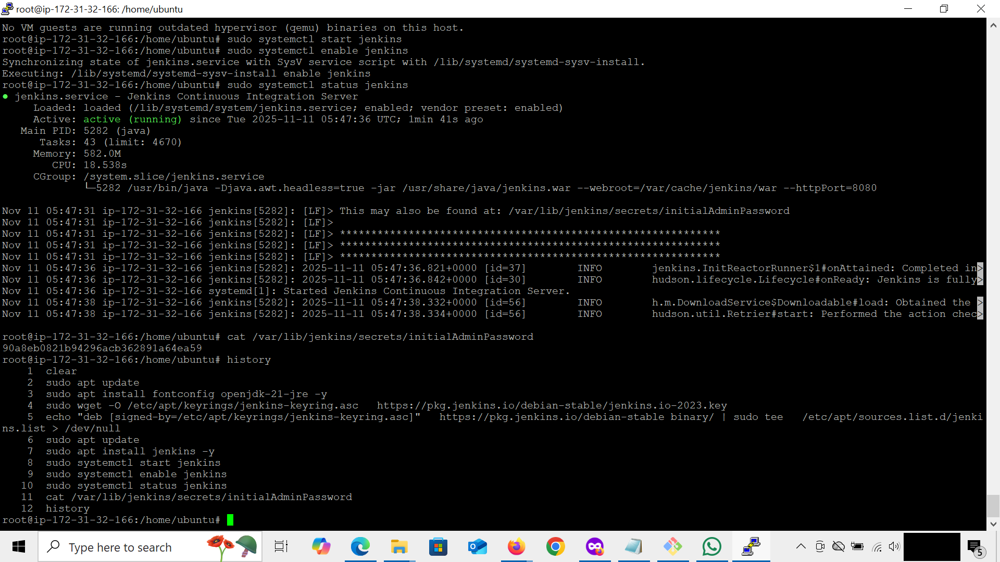 root@ip-172-31-32-166: /home/ubuntu
No VM guests are running outdated hypervisor (qemu) binaries on this host.
root@ip-172-31-32-166:/home/ubuntu# sudo systemctl start jenkins
root@ip-172-31-32-166:/home/ubuntu# sudo systemctl enable jenkins
Synchronizing state of jenkins.service with SysV service script with /lib/systemd/systemd-sysv-install.
Executing: /lib/systemd/systemd-sysv-install enable jenkins
root@ip-172-31-32-166:/home/ubuntu# sudo systemctl status jenkins
● jenkins.service - Jenkins Continuous Integration Server
     Loaded: loaded (/lib/systemd/system/jenkins.service; enabled; vendor preset: enabled)
     Active: active (running) since Tue 2025-11-11 05:47:36 UTC; 1min 41s ago
   Main PID: 5282 (java)
      Tasks: 43 (limit: 4670)
     Memory: 582.0M
        CPU: 18.538s
     CGroup: /system.slice/jenkins.service
             └─5282 /usr/bin/java -Djava.awt.headless=true -jar /usr/share/java/jenkins.war --webroot=/var/cache/jenkins/war --httpPort=8080
Nov 11 05:47:31 ip-172-31-32-166 jenkins[5282]: [LF]> This may also be found at: /var/lib/jenkins/secrets/initialAdminPassword
Nov 11 05:47:31 ip-172-31-32-166 jenkins[5282]: [LF]>
Nov 11 05:47:31 ip-172-31-32-166 jenkins[5282]: [LF]> *************************************************************
Nov 11 05:47:31 ip-172-31-32-166 jenkins[5282]: [LF]> *************************************************************
Nov 11 05:47:31 ip-172-31-32-166 jenkins[5282]: [LF]> *************************************************************
Nov 11 05:47:36 ip-172-31-32-166 jenkins[5282]: 2025-11-11 05:47:36.821+0000 [id=37]        INFO        jenkins.InitReactorRunner$1#onAttained: Completed in>
Nov 11 05:47:36 ip-172-31-32-166 jenkins[5282]: 2025-11-11 05:47:36.842+0000 [id=30]        INFO        hudson.lifecycle.Lifecycle#onReady: Jenkins is fully>
Nov 11 05:47:36 ip-172-31-32-166 systemd[1]: Started Jenkins Continuous Integration Server.
Nov 11 05:47:38 ip-172-31-32-166 jenkins[5282]: 2025-11-11 05:47:38.332+0000 [id=56]        INFO        h.m.DownloadService$Downloadable#load: Obtained the >
Nov 11 05:47:38 ip-172-31-32-166 jenkins[5282]: 2025-11-11 05:47:38.334+0000 [id=56]        INFO        hudson.util.Retrier#start: Performed the action chec>
root@ip-172-31-32-166:/home/ubuntu# cat /var/lib/jenkins/secrets/initialAdminPassword
90a8eb0821b94296acb362891a64ea59
root@ip-172-31-32-166:/home/ubuntu# history
    1  clear
    2  sudo apt update
    3  sudo apt install fontconfig openjdk-21-jre -y
    4  sudo wget -O /etc/apt/keyrings/jenkins-keyring.asc   https://pkg.jenkins.io/debian-stable/jenkins.io-2023.key
    5  echo "deb [signed-by=/etc/apt/keyrings/jenkins-keyring.asc]"   https://pkg.jenkins.io/debian-stable binary/ | sudo tee   /etc/apt/sources.list.d/jenki
ns.list > /dev/null
    6  sudo apt update
    7  sudo apt install jenkins -y
    8  sudo systemctl start jenkins
    9  sudo systemctl enable jenkins
   10  sudo systemctl status jenkins
   11  cat /var/lib/jenkins/secrets/initialAdminPassword
   12  history
root@ip-172-31-32-166:/home/ubuntu#
Type here to search
5